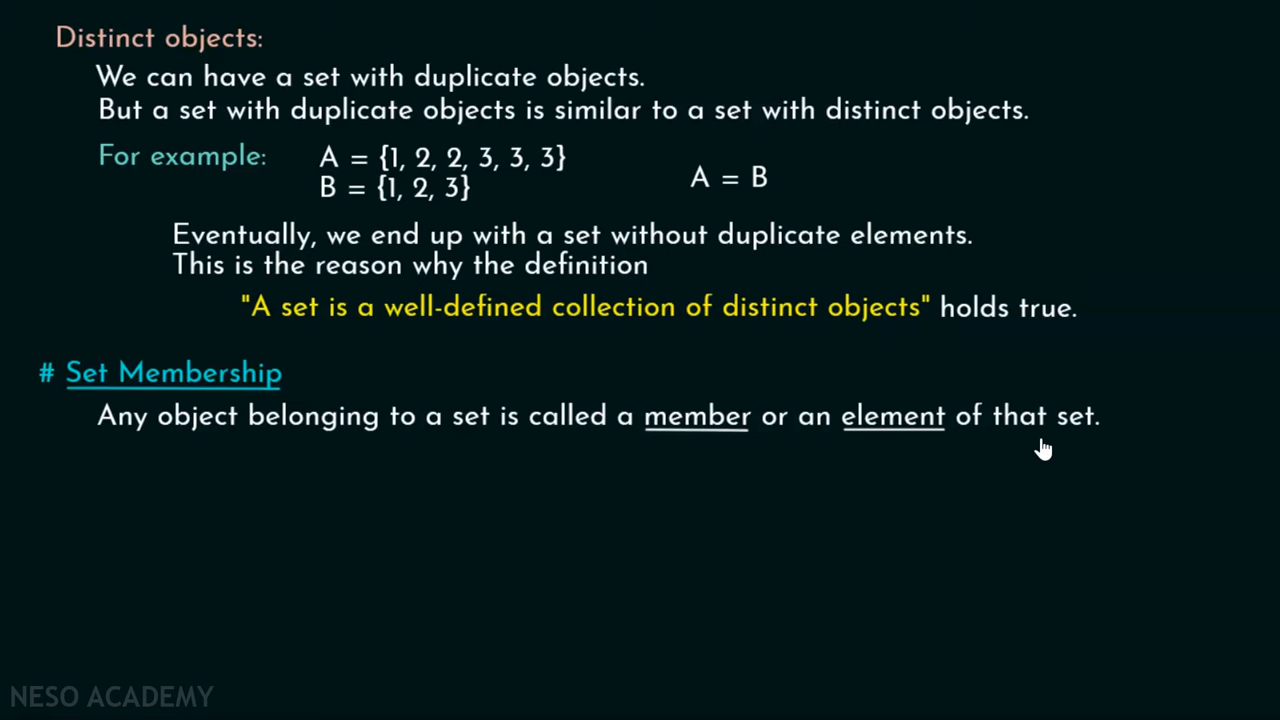 Distinct objects:
We can have a set with duplicate objects.
But a set with duplicate objects is similar to a set with distinct objects.
For example: A = {1, 2, 2, 3, 3, 3}
B = {1, 2, 3}
A = B
Eventually, we end up with a set without duplicate elements.
This is the reason why the definition
"A set is a well-defined collection of distinct objects" holds true.
# Set Membership
Any object belonging to a set is called a member or an element of that set.
NESO ACADEMY